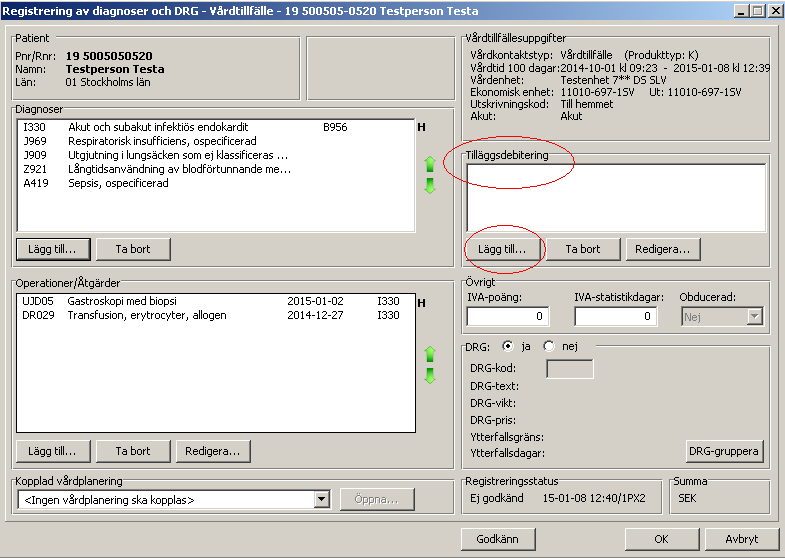 Registrering av diagnoser och DRG - Vårdtillfälle - 19 500505-0520 Testperson Testa
Patient
Pnr/Rnr: 19 5005050520
Namn: Testperson Testa
Län: 01 Stockholms län
Vårdtillfällesuppgifter
Vårdkontaktstyp: Vårdtillfälle (Produkttyp: K)
Vårdtid 100 dagar: 2014-10-01 kl 09:23 - 2015-01-08 kl 12:39
Vårdenhet: Testenhet 7** DS SLV
Ekonomisk enhet: 11010-697-1SV Ut: 11010-697-1SV
Utskrivningskod: Till hemmet
Akut: Akut
Diagnoser
I330 Akut och subakut infektiös endokardit B956 H
J969 Respiratorisk insufficiens, ospecificerad
J909 Utgjutning i lungsäcken som ej klassificeras ...
Z921 Långtidsanvändning av blodförtunnande me...
A419 Sepsis, ospecificerad
Lägg till... Ta bort
Tilläggsdebitering
Lägg till... Ta bort Redigera...
Operationer/Åtgärder
UJD05 Gastroskopi med biopsi 2015-01-02 I330 H
DR029 Transfusion, erytrocyter, allogen 2014-12-27 I330
Lägg till... Ta bort Redigera...
Övrigt
IVA-poäng: IVA-statistikdagar: Obducerad:
0 0 Nej
DRG: ja nej
DRG-kod:
DRG-text:
DRG-vikt:
DRG-pris:
Ytterfallsgräns:
Ytterfallsdagar:
DRG-gruppera
Kopplad vårdplanering
<Ingen vårdplanering ska kopplas> Öppna...
Registreringsstatus
Ej godkänd 15-01-08 12:40/1PX2
Summa
SEK
Godkänn OK Avbryt